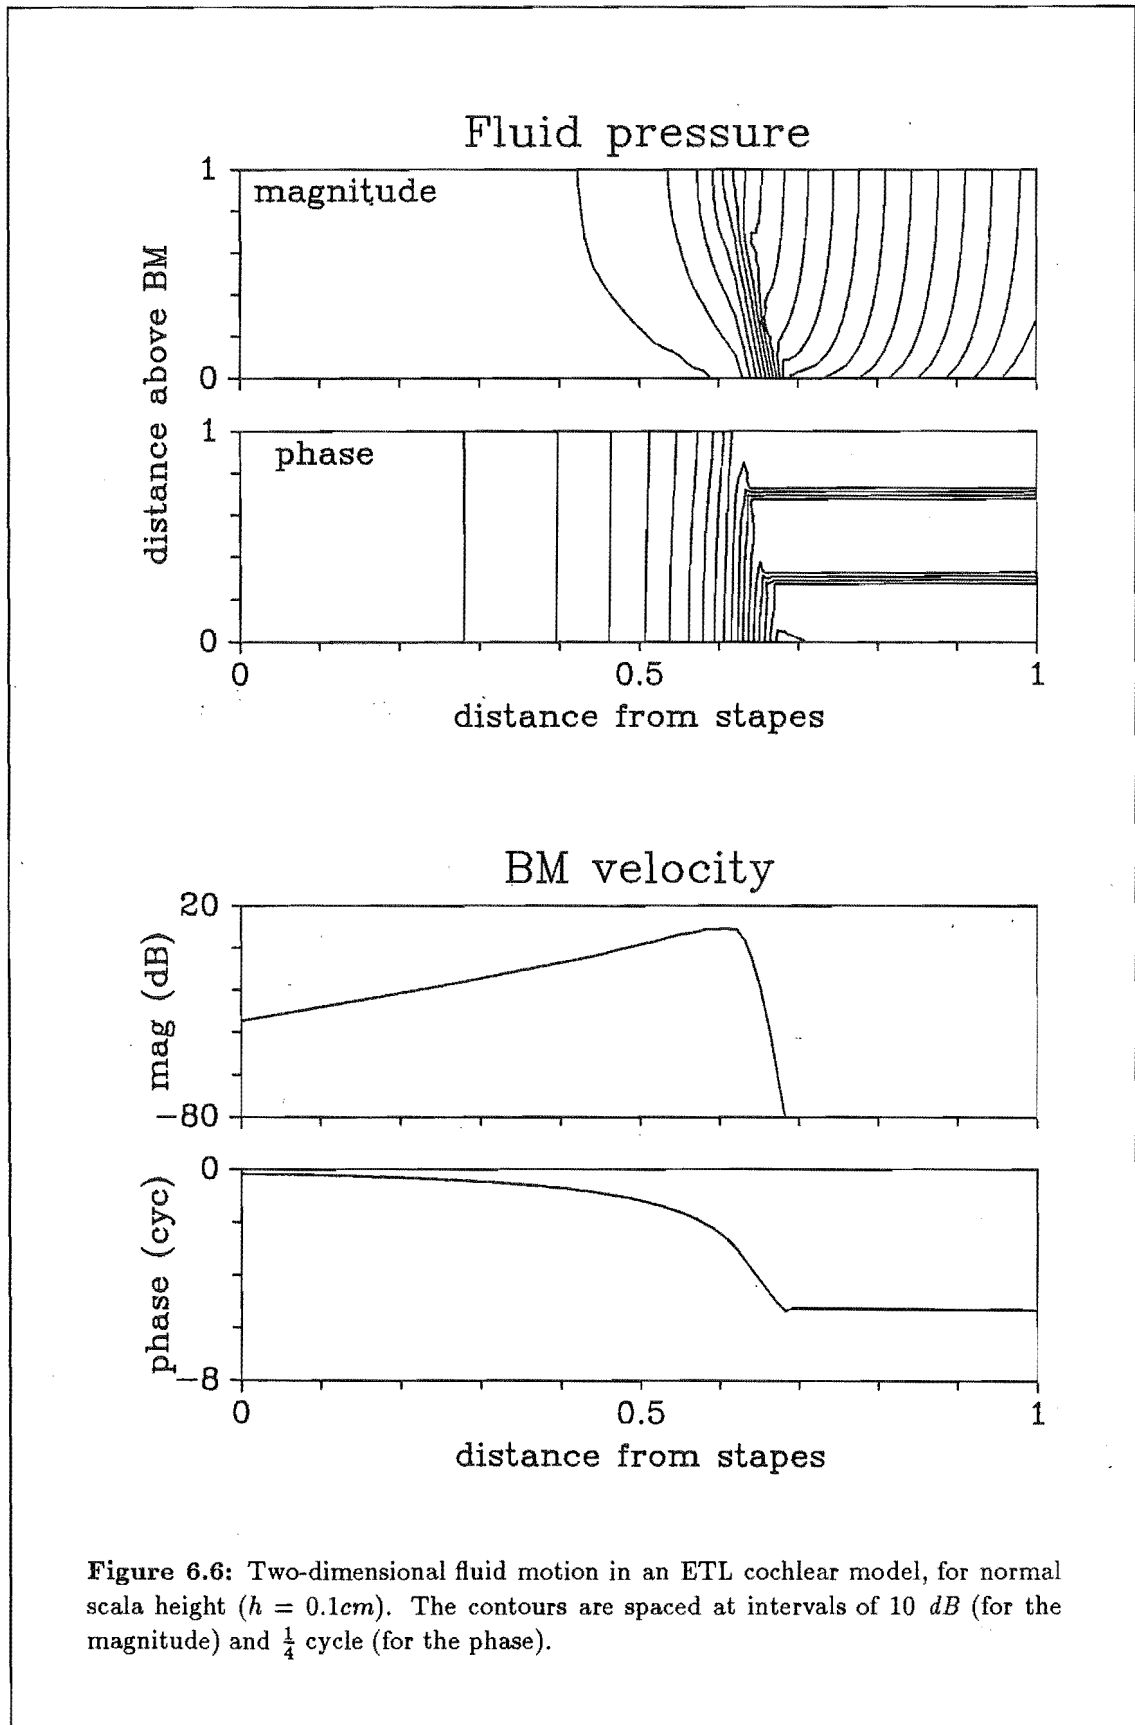 Fluid pressure
1
magnitude
distance above BM
0
1
phase
0
0
0.5
1
distance from stapes
BM velocity
20
mag (dB)
−80
0
phase (cyc)
−8
0
0.5
1
distance from stapes
Figure 6.6: Two-dimensional fluid motion in an ETL cochlear model, for normal
scala height (h = 0.1cm). The contours are spaced at intervals of 10 dB (for the
magnitude) and 1/4 cycle (for the phase).